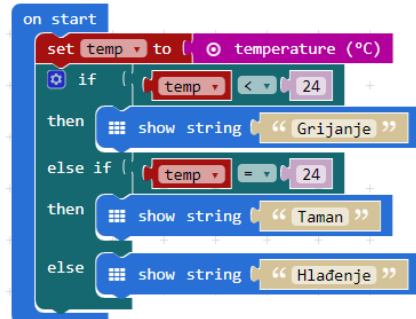 on start
set temp to temperature (ºC)
if temp < 24
then show string “ Grijanje ”
else if temp = 24
then show string “ Taman ”
else show string “ Hlađenje ”